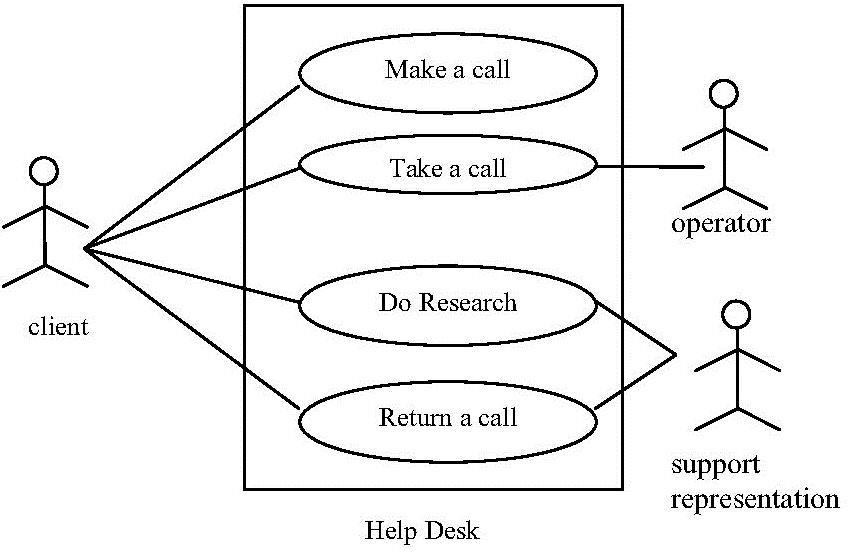 Make a call
Take a call
operator
Do Research
client
Return a call
support
representation
Help Desk